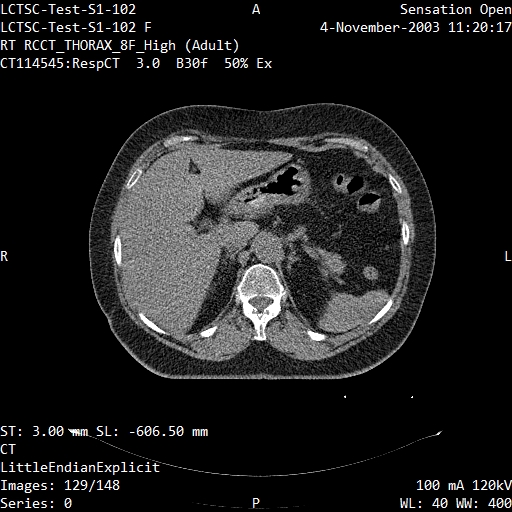 LCTSC-Test-S1-102
A
Sensation Open
LCTSC-Test-S1-102 F
4-November-2003 11:20:17
RT RCCT_THORAX_8F_High (Adult)
CT114545:RespCT 3.0 B30f 50% Ex
R
L
ST: 3.00 mm SL: -606.50 mm
CT
LittleEndianExplicit
Images: 129/148
100 mA 120kV
Series: 0
P
WL: 40 WW: 400